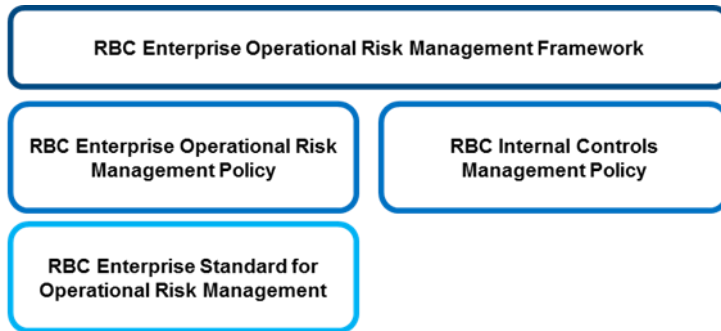 RBC Enterprise Operational Risk Management Framework
RBC Enterprise Operational Risk
Management Policy
RBC Internal Controls
Management Policy
RBC Enterprise Standard for
Operational Risk Management